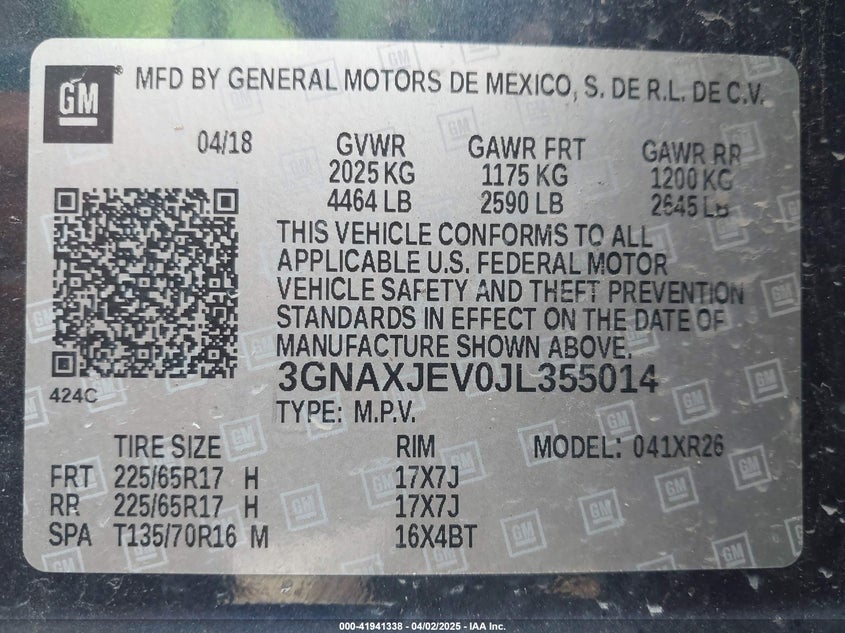 GM
MFD BY GENERAL MOTORS DE MEXICO, S. DE R.L. DE C.V.
04/18 GVWR GAWR FRT GAWR RR
2025 KG 1175 KG 1200 KG
4464 LB 2590 LB 2645 LB
THIS VEHICLE CONFORMS TO ALL
APPLICABLE U.S. FEDERAL MOTOR
VEHICLE SAFETY AND THEFT PREVENTION
STANDARDS IN EFFECT ON THE DATE OF
MANUFACTURE SHOWN ABOVE.
3GNAXJEV0JL355014
424C
TYPE: M.P.V.
TIRE SIZE RIM MODEL: 041XR26
FRT 225/65R17 H 17X7J
RR 225/65R17 H 17X7J
SPA T135/70R16 M 16X4BT
000-41941338 - 04/02/2025 - IAA Inc.